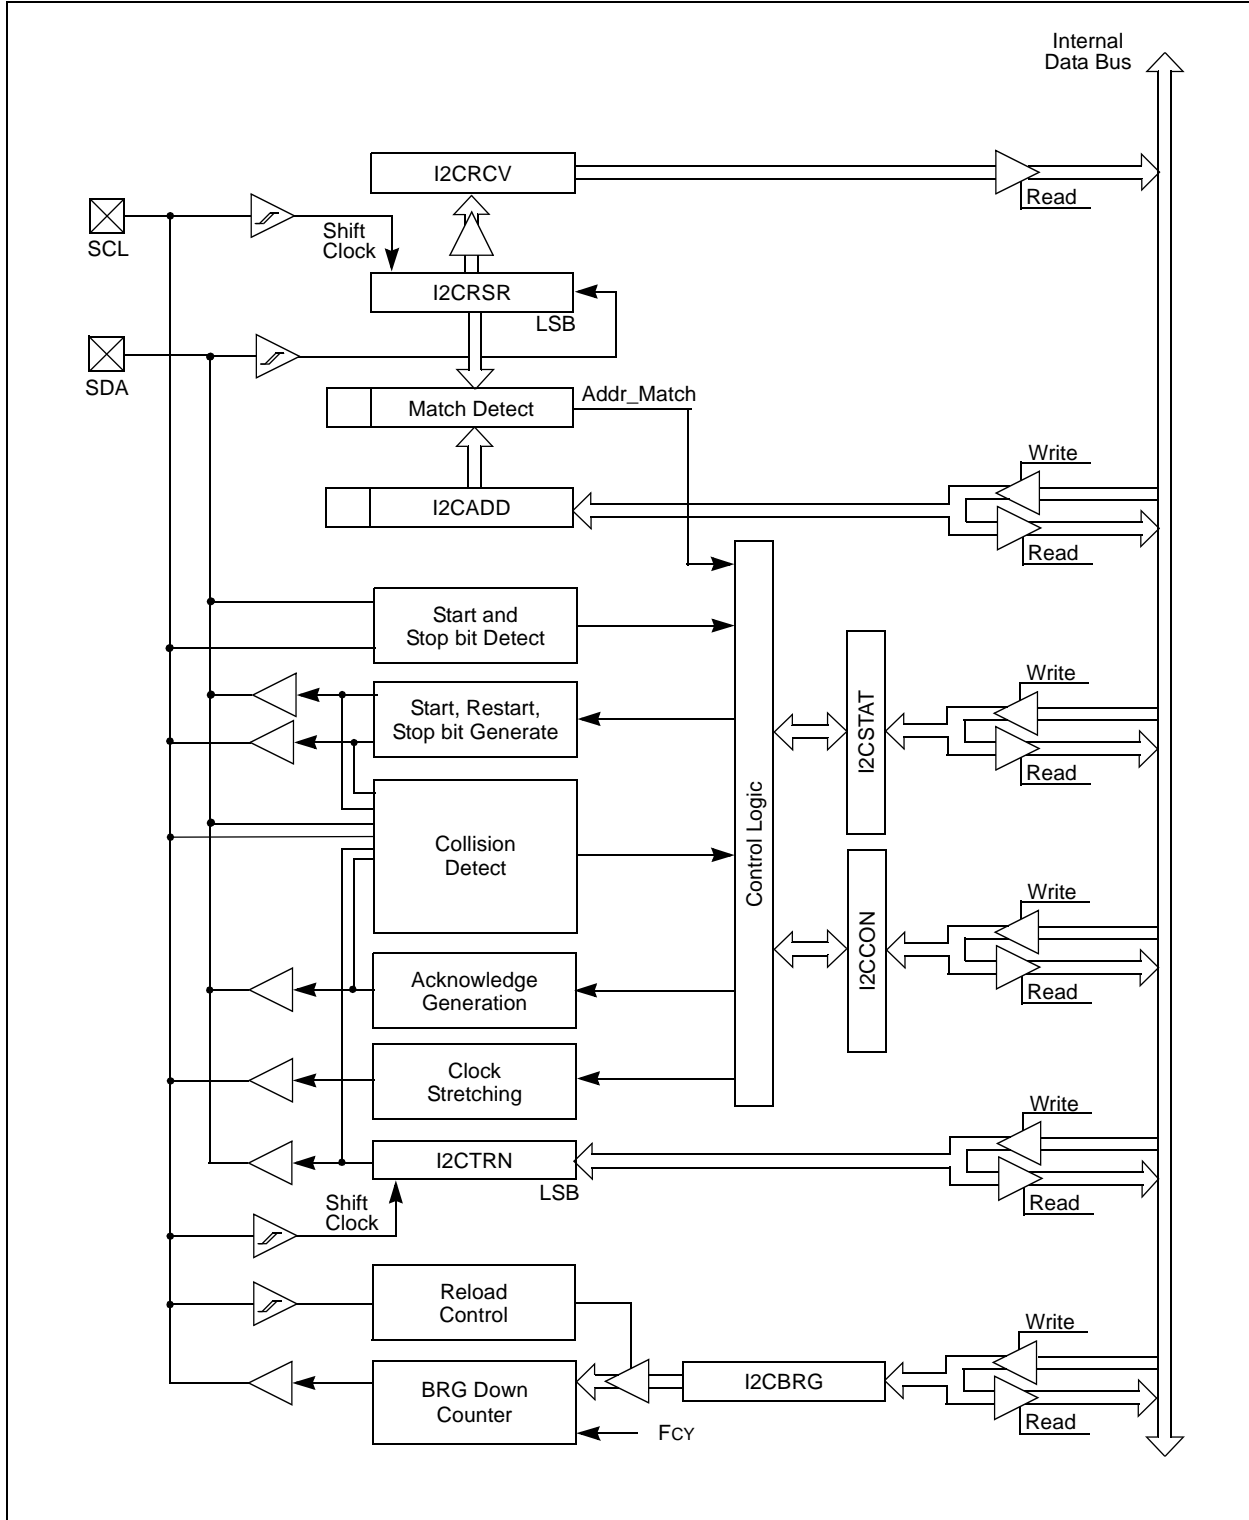 Internal
Data Bus
I2CRCV
Read
SCL
Shift
Clock
I2CRSR
LSB
SDA
Match Detect
Addr_Match
Write
I2CADD
Read
Start and
Stop bit Detect
Start, Restart,
Stop bit Generate
Write
I2CSTAT
Read
Control Logic
Collision
Detect
Write
I2CCON
Read
Acknowledge
Generation
Clock
Stretching
Write
I2CTRN
LSB
Read
Shift
Clock
Reload
Control
Write
I2CBRG
BRG Down
Counter
Read
FCY